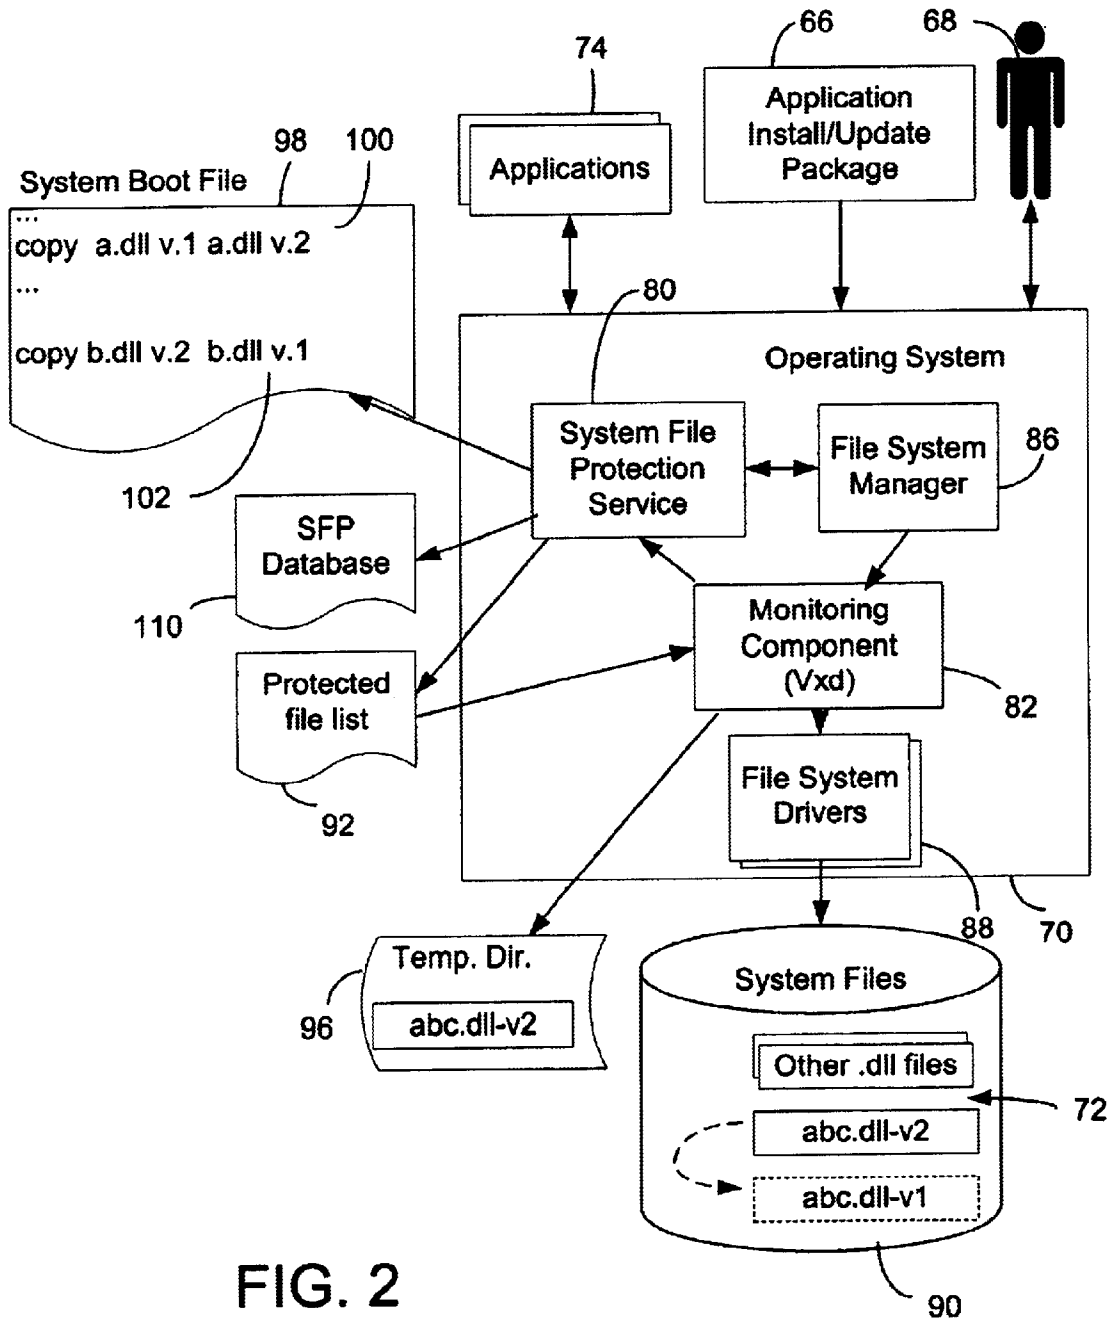 66
68
74
Application
Install/Update
Package
98
100
Applications
System Boot File
...
copy a.dll v.1 a.dll v.2
...
copy b.dll v.2 b.dll v.1
80
Operating System
System File
Protection
Service
File System
Manager
86
102
SFP
Database
110
Monitoring
Component
(Vxd)
82
Protected
file list
92
File System
Drivers
88
70
Temp. Dir.
abc.dll-v2
96
System Files
Other .dll files
72
abc.dll-v2
abc.dll-v1
90
FIG. 2